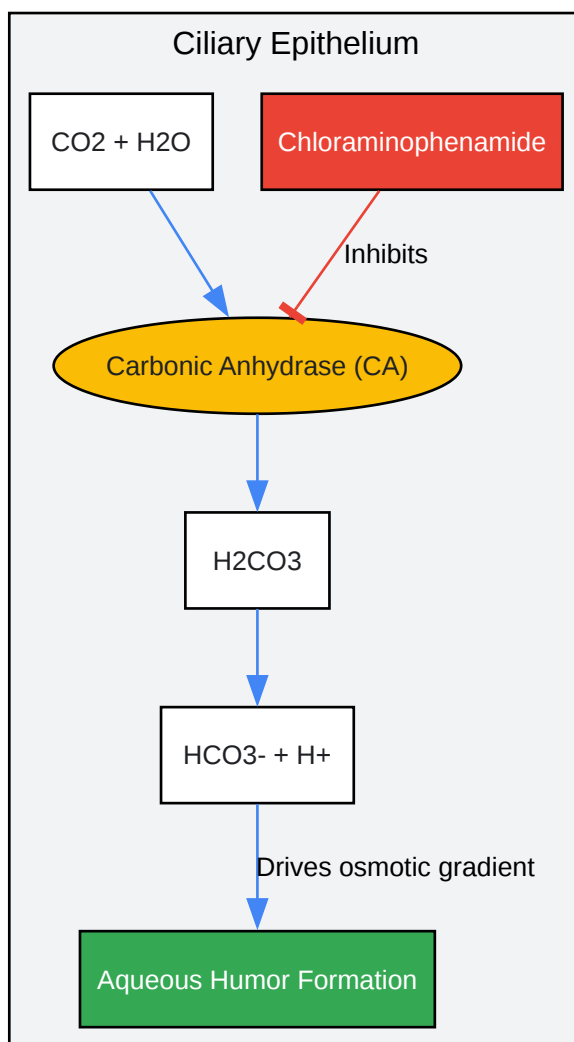 Ciliary Epithelium
CO2 + H2O
Chloraminophenamide
Inhibits
Carbonic Anhydrase (CA)
H2CO3
HCO3- + H+
Drives osmotic gradient
Aqueous Humor Formation